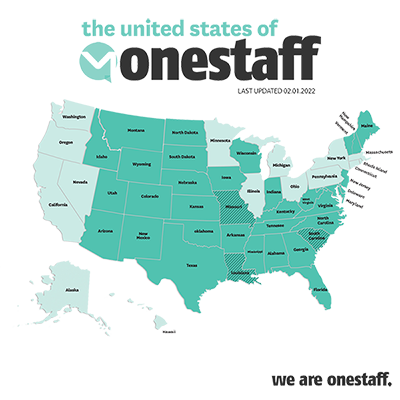 the united states of
onestaff
LAST UPDATED 02.01.2022
Washington
Oregon
California
Nevada
Idaho
Montana
Wyoming
Utah
Arizona
Colorado
New
Mexico
North Dakota
South Dakota
Nebraska
Kansas
oklahoma
Texas
Minnesota
Iowa
Missouri
Arkansas
Louisiana
Wisconsin
Illinois
Michigan
Indiana
Ohio
Kentucky
Tennessee
Mississippi
Alabama
Georgia
Florida
South
Carolina
North
Carolina
Virginia
West
Virginia
Pennsylvania
New York
Maine
New
Hampshire
Vermont
Massachusetts
Rhode Island
Connecticut
New Jersey
Delaware
Maryland
Alaska
Hawaii
we are onestaff.